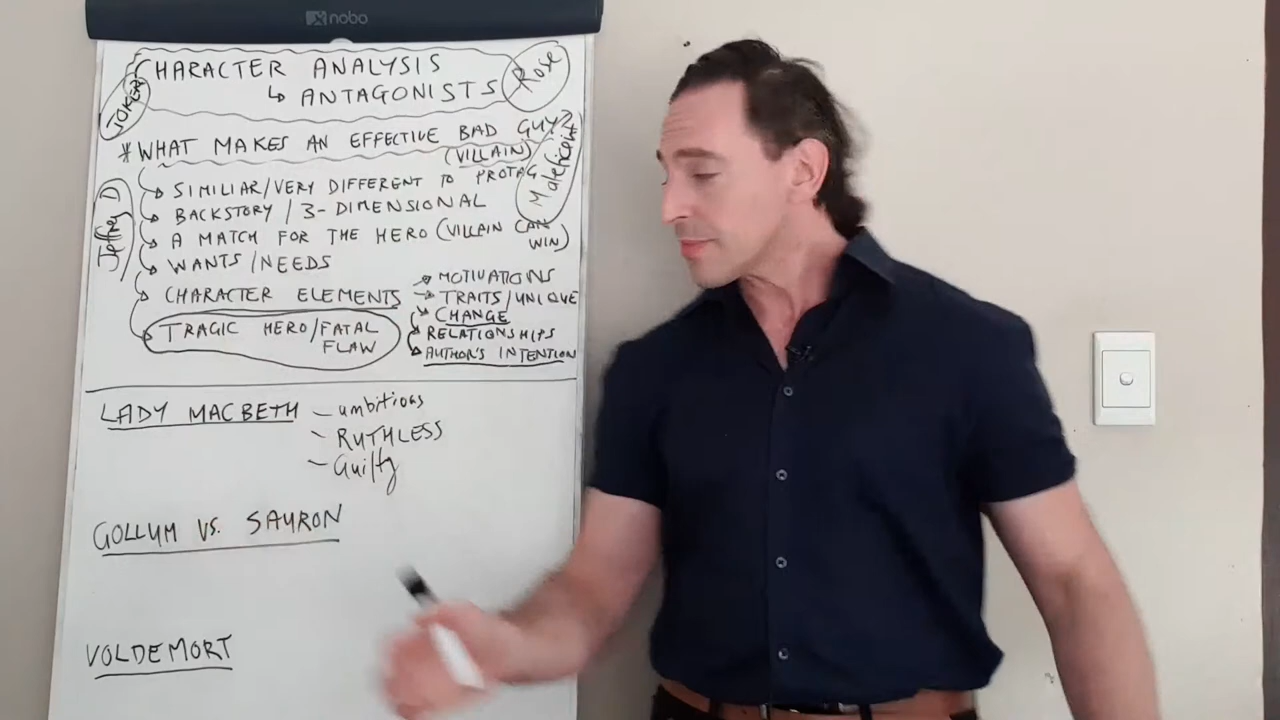 nobo
CHARACTER ANALYSIS
↳ ANTAGONISTS
JOKER
Rose
* WHAT MAKES AN EFFECTIVE BAD GUY?
(VILLAIN)
Maleficent
Jeffrey D
SIMILIAR/VERY DIFFERENT TO PROTAG
BACKSTORY / 3-DIMENSIONAL
A MATCH FOR THE HERO (VILLAIN CAN
WIN)
WANTS/NEEDS
CHARACTER ELEMENTS
MOTIVATIONS
TRAITS/UNIQUE
CHANGE
RELATIONSHIPS
AUTHOR'S INTENTION
TRAGIC HERO/FATAL
FLAW
LADY MACBETH
- ambitious
- RUTHLESS
- Guilty
GOLLUM VS. SAURON
VOLDEMORT